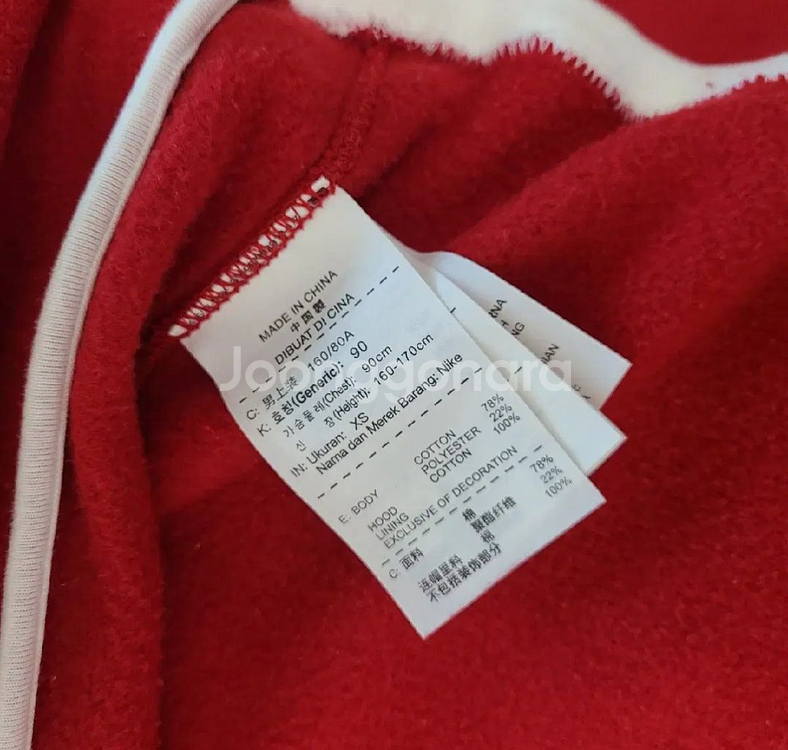 MADE IN CHINA
中国製
DIBUAT DI CINA
C: 男上装 160/80A
K: 호칭(Generic): 90
가슴둘레(Chest): 90cm
신 장(Height): 160-170cm
IN: Ukuran: XS
Nama dan Merek Barang: Nike
E: BODY COTTON 78%
POLYESTER 22%
HOOD LINING COTTON 100%
EXCLUSIVE OF DECORATION
C: 面料 棉 78%
聚酯纤维 22%
连帽里料 棉 100%
不包括装饰部分
Joonggonara